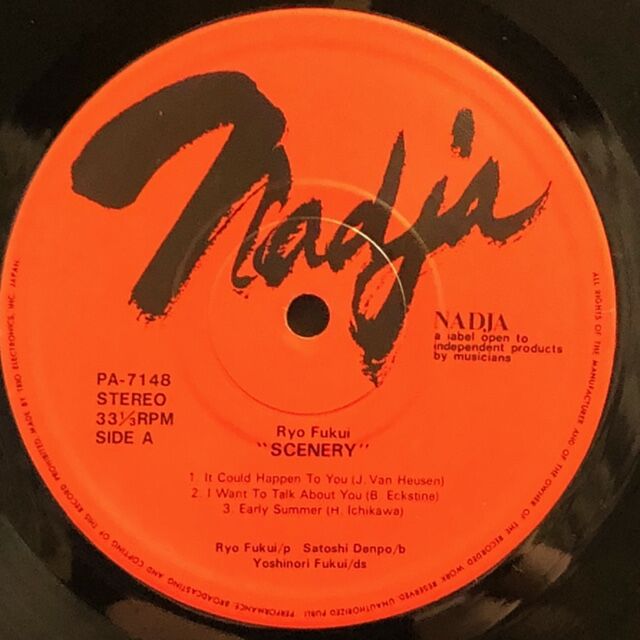 Nadja
NADJA
a label open to
independent products
by musicians
PA-7148
STEREO
33⅓RPM
SIDE A
Ryo Fukui
"SCENERY"
1. It Could Happen To You (J. Van Heusen)
2. I Want To Talk About You (B. Eckstine)
3. Early Summer (H. Ichikawa)
Ryo Fukui/p Satoshi Denpo/b
Yoshinori Fukui/ds
ALL RIGHTS OF THE MANUFACTURER AND OF THE OWNER OF THE RECORDED WORK RESERVED. UNAUTHORIZED PUBLIC PERFORMANCE, BROADCASTING AND COPYING OF THIS RECORD PROHIBITED. MADE BY TRIO ELECTRONICS, INC. JAPAN.